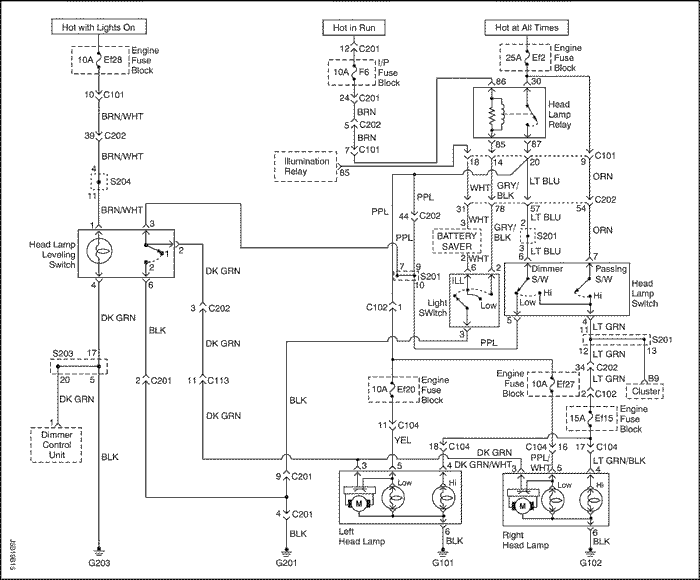 Hot with Lights On
Hot in Run
Hot at All Times
10A Ef28
Engine
Fuse
Block
12 C201
10A F6
I/P
Fuse
Block
25A Ef2
Engine
Fuse
Block
10 C101
24 C201
86
30
BRN/WHT
BRN
Head
Lamp
Relay
39 C202
5 C202
BRN
BRN/WHT
7 C101
85
87
Illumination
Relay
85
18
14
20
9
C101
4
S204
11
WHT
GRY/
BLK
LT BLU
ORN
PPL
PPL
44
C202
31
78
57
54
C202
BRN/WHT
WHT
GRY/
BLK
LT BLU
2
S201
3
LT BLU
ORN
PPL
BATTERY
SAVER
WHT
1
3
Head Lamp
Leveling
Switch
1
2
2
7
9
S201
10
2
6
2
6
7
ILL
Low
Light
SWitch
3
Dimmer
S/W
Low
Hi
Passing
S/W
Hi
Head
Lamp
Switch
5
4
4
6
DK GRN
DK GRN
BLK
3 C202
C102 1
PPL
11
LT GRN
S201
12
13
LT GRN
DK GRN
S203
17
20
5
DK GRN
2 C201
11 C113
34
C202
LT GRN
2
C102
B9
Cluster
10A Ef20
Engine
Fuse
Block
Engine
Fuse
Block
10A Ef27
15A Ef15
Engine
Fuse
Block
BLK
DK GRN
1
Dimmer
Control
Unit
11 C104
YEL
18 C104
C104 16
17 C104
DK GRN
DK GRN/WHT
PPL/
WHT
LT GRN/BLK
BLK
9 C201
4 C201
BLK
3
5
4
Low
Hi
M
Left
Head Lamp
6
BLK
3
5
4
Low
Hi
M
Right
Head Lamp
6
BLK
G203
G201
G101
G102